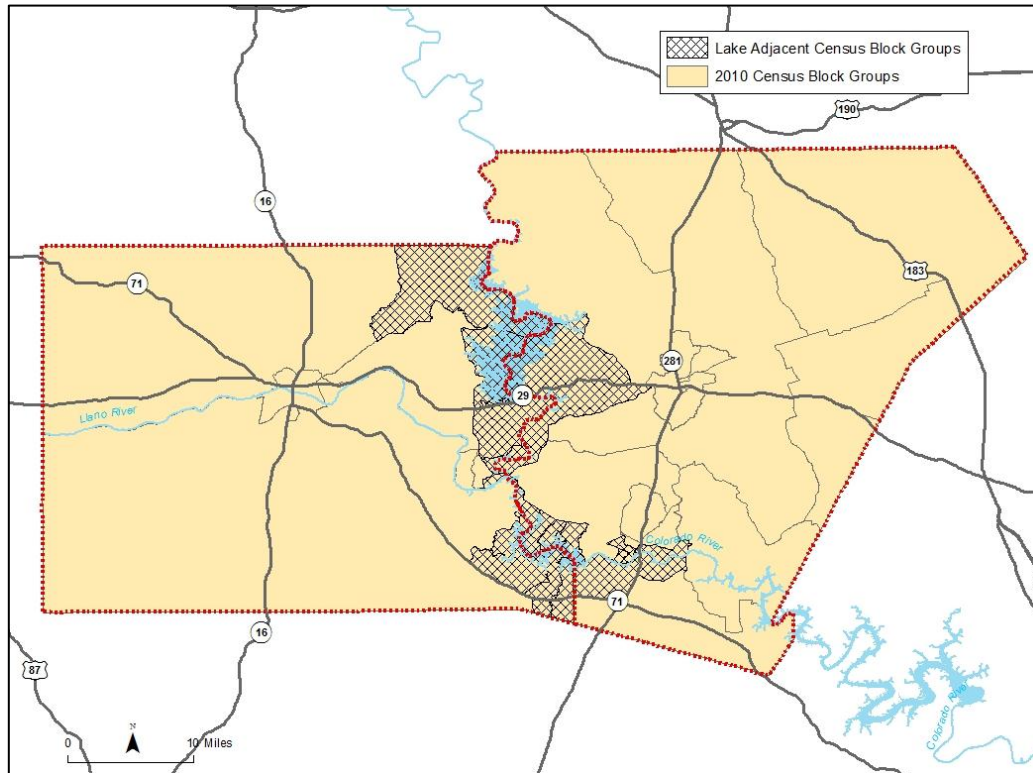 Lake Adjacent Census Block Groups
2010 Census Block Groups
190
16
183
71
281
29
Llano River
Colorado River
71
16
87
Colorado River
N
0 10 Miles